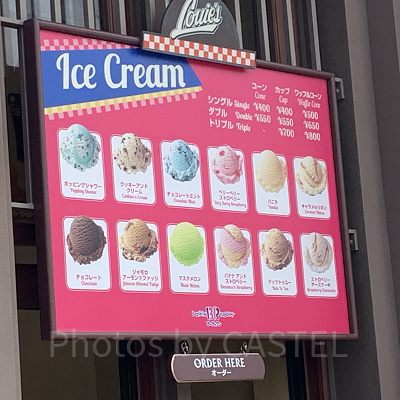 Louie's
Ice Cream
コーン カップ ワッフルコーン
Cone Cup Waffle Cone
シングル Single ¥400 ¥400 ¥500
ダブル Double ¥550 ¥550 ¥650
トリプル Triple - ¥700 ¥800
ポッピングシャワー
Popping Shower
クッキーアンド
クリーム
Cookies'n Cream
チョコレートミント
Chocolate Mint
ベリーベリー
ストロベリー
Very Berry Strawberry
バニラ
Vanilla
キャラメルリボン
Caramel Ribbon
チョコレート
Chocolate
ジャモカ
アーモンドファッジ
Jamoca Almond Fudge
マスクメロン
Musk Melon
バナナ アンド
ストロベリー
ナッツトゥユー
Nuts To You
ストロベリー
チーズケーキ
Strawberry Cheesecake
baskin BR robbins
サーティワン
Photos by CASTEL
ORDER HERE
オーダー